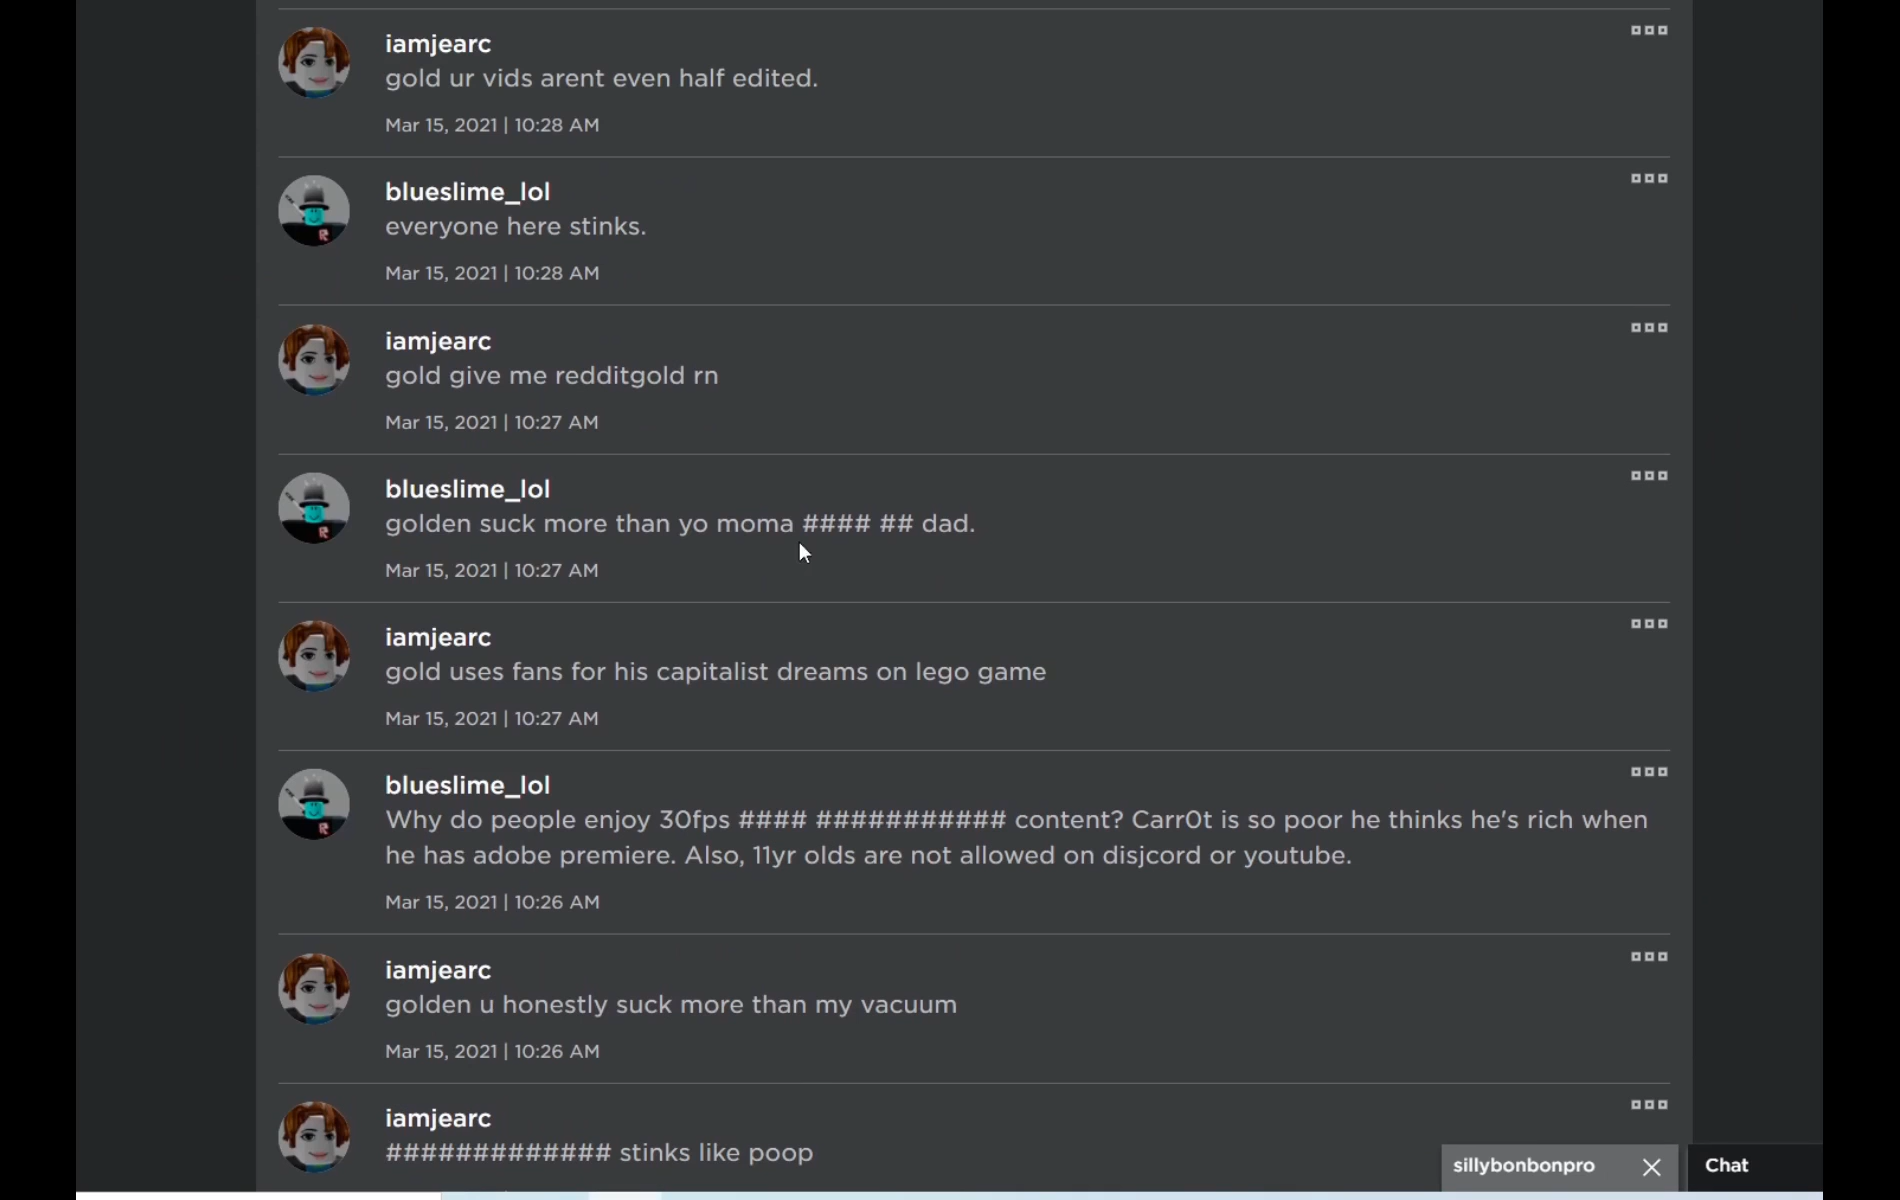 iamjearc
gold ur vids arent even half edited.
Mar 15, 2021 | 10:28 AM
blueslime_lol
everyone here stinks.
Mar 15, 2021 | 10:28 AM
iamjearc
gold give me redditgold rn
Mar 15, 2021 | 10:27 AM
blueslime_lol
golden suck more than yo moma #### ## dad.
Mar 15, 2021 | 10:27 AM
iamjearc
gold uses fans for his capitalist dreams on lego game
Mar 15, 2021 | 10:27 AM
blueslime_lol
Why do people enjoy 30fps #### ########### content? Carr0t is so poor he thinks he's rich when
he has adobe premiere. Also, 11yr olds are not allowed on disjcord or youtube.
Mar 15, 2021 | 10:26 AM
iamjearc
golden u honestly suck more than my vacuum
Mar 15, 2021 | 10:26 AM
iamjearc
############# stinks like poop
sillybonbonpro
Chat